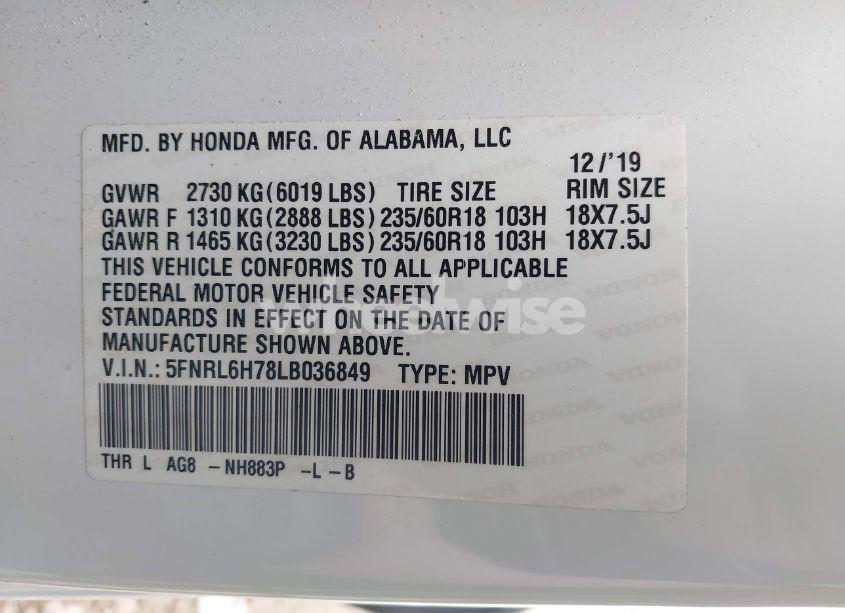 MFD. BY HONDA MFG. OF ALABAMA, LLC
12/'19
GVWR 2730 KG(6019 LBS) TIRE SIZE RIM SIZE
GAWR F 1310 KG(2888 LBS) 235/60R18 103H 18X7.5J
GAWR R 1465 KG(3230 LBS) 235/60R18 103H 18X7.5J
THIS VEHICLE CONFORMS TO ALL APPLICABLE
FEDERAL MOTOR VEHICLE SAFETY
STANDARDS IN EFFECT ON THE DATE OF
MANUFACTURE SHOWN ABOVE.
V.I.N.: 5FNRL6H78LB036849 TYPE: MPV
THR L AG8 -NH883P -L -B
wheelwise